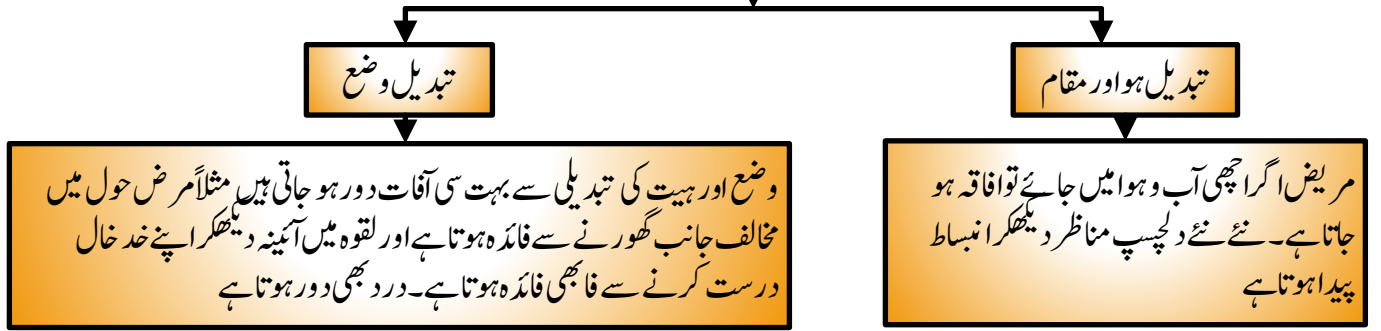 تبدیل ہو اور مقام
تبدیل وضع
مریض اگر اچھی آب و ہوا میں جائے تو افاقہ ہو
جاتا ہے۔ نئے نئے دلچسپ مناظر دیکھکر انبساط
پیدا ہوتا ہے
وضع اور ہیت کی تبدیلی سے بہت سی آفات دور ہو جاتی ہیں مثلاً مرض حول میں
مخالف جانب گھورنے سے فائدہ ہوتا ہے اور لقوہ میں آئینہ دیکھکر اپنے خد خال
درست کرنے سے فا بھی فائدہ ہوتا ہے۔ درد بھی دور ہوتا ہے